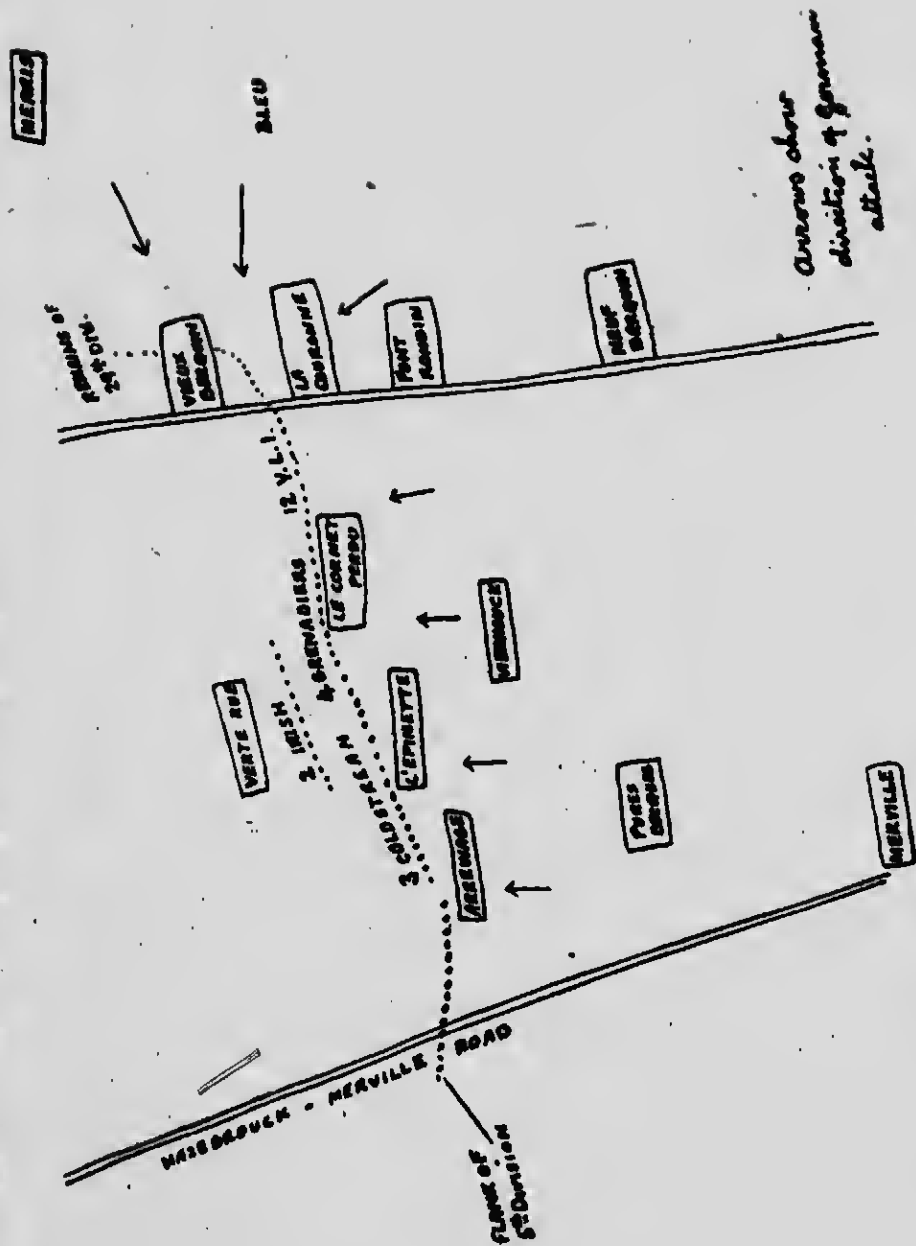 MERRIS
BLEU
REMAINS OF
29TH DIV.
VIEUX
BERQUIN
LA
COURONNE
PONT
RONDIN
NEUF
BERQUIN
12 Y.L.I.
4 GRENADIERS
LE CORNET
PERDU
2 IRISH
VERTE RUE
3 COLDSTREAM
L'EPINETTE
ARREWAGE
MERVILLE
HAZEBROUCK - MERVILLE ROAD
FLANK OF
5TH DIVISION
Arrows show
direction of German
attack.